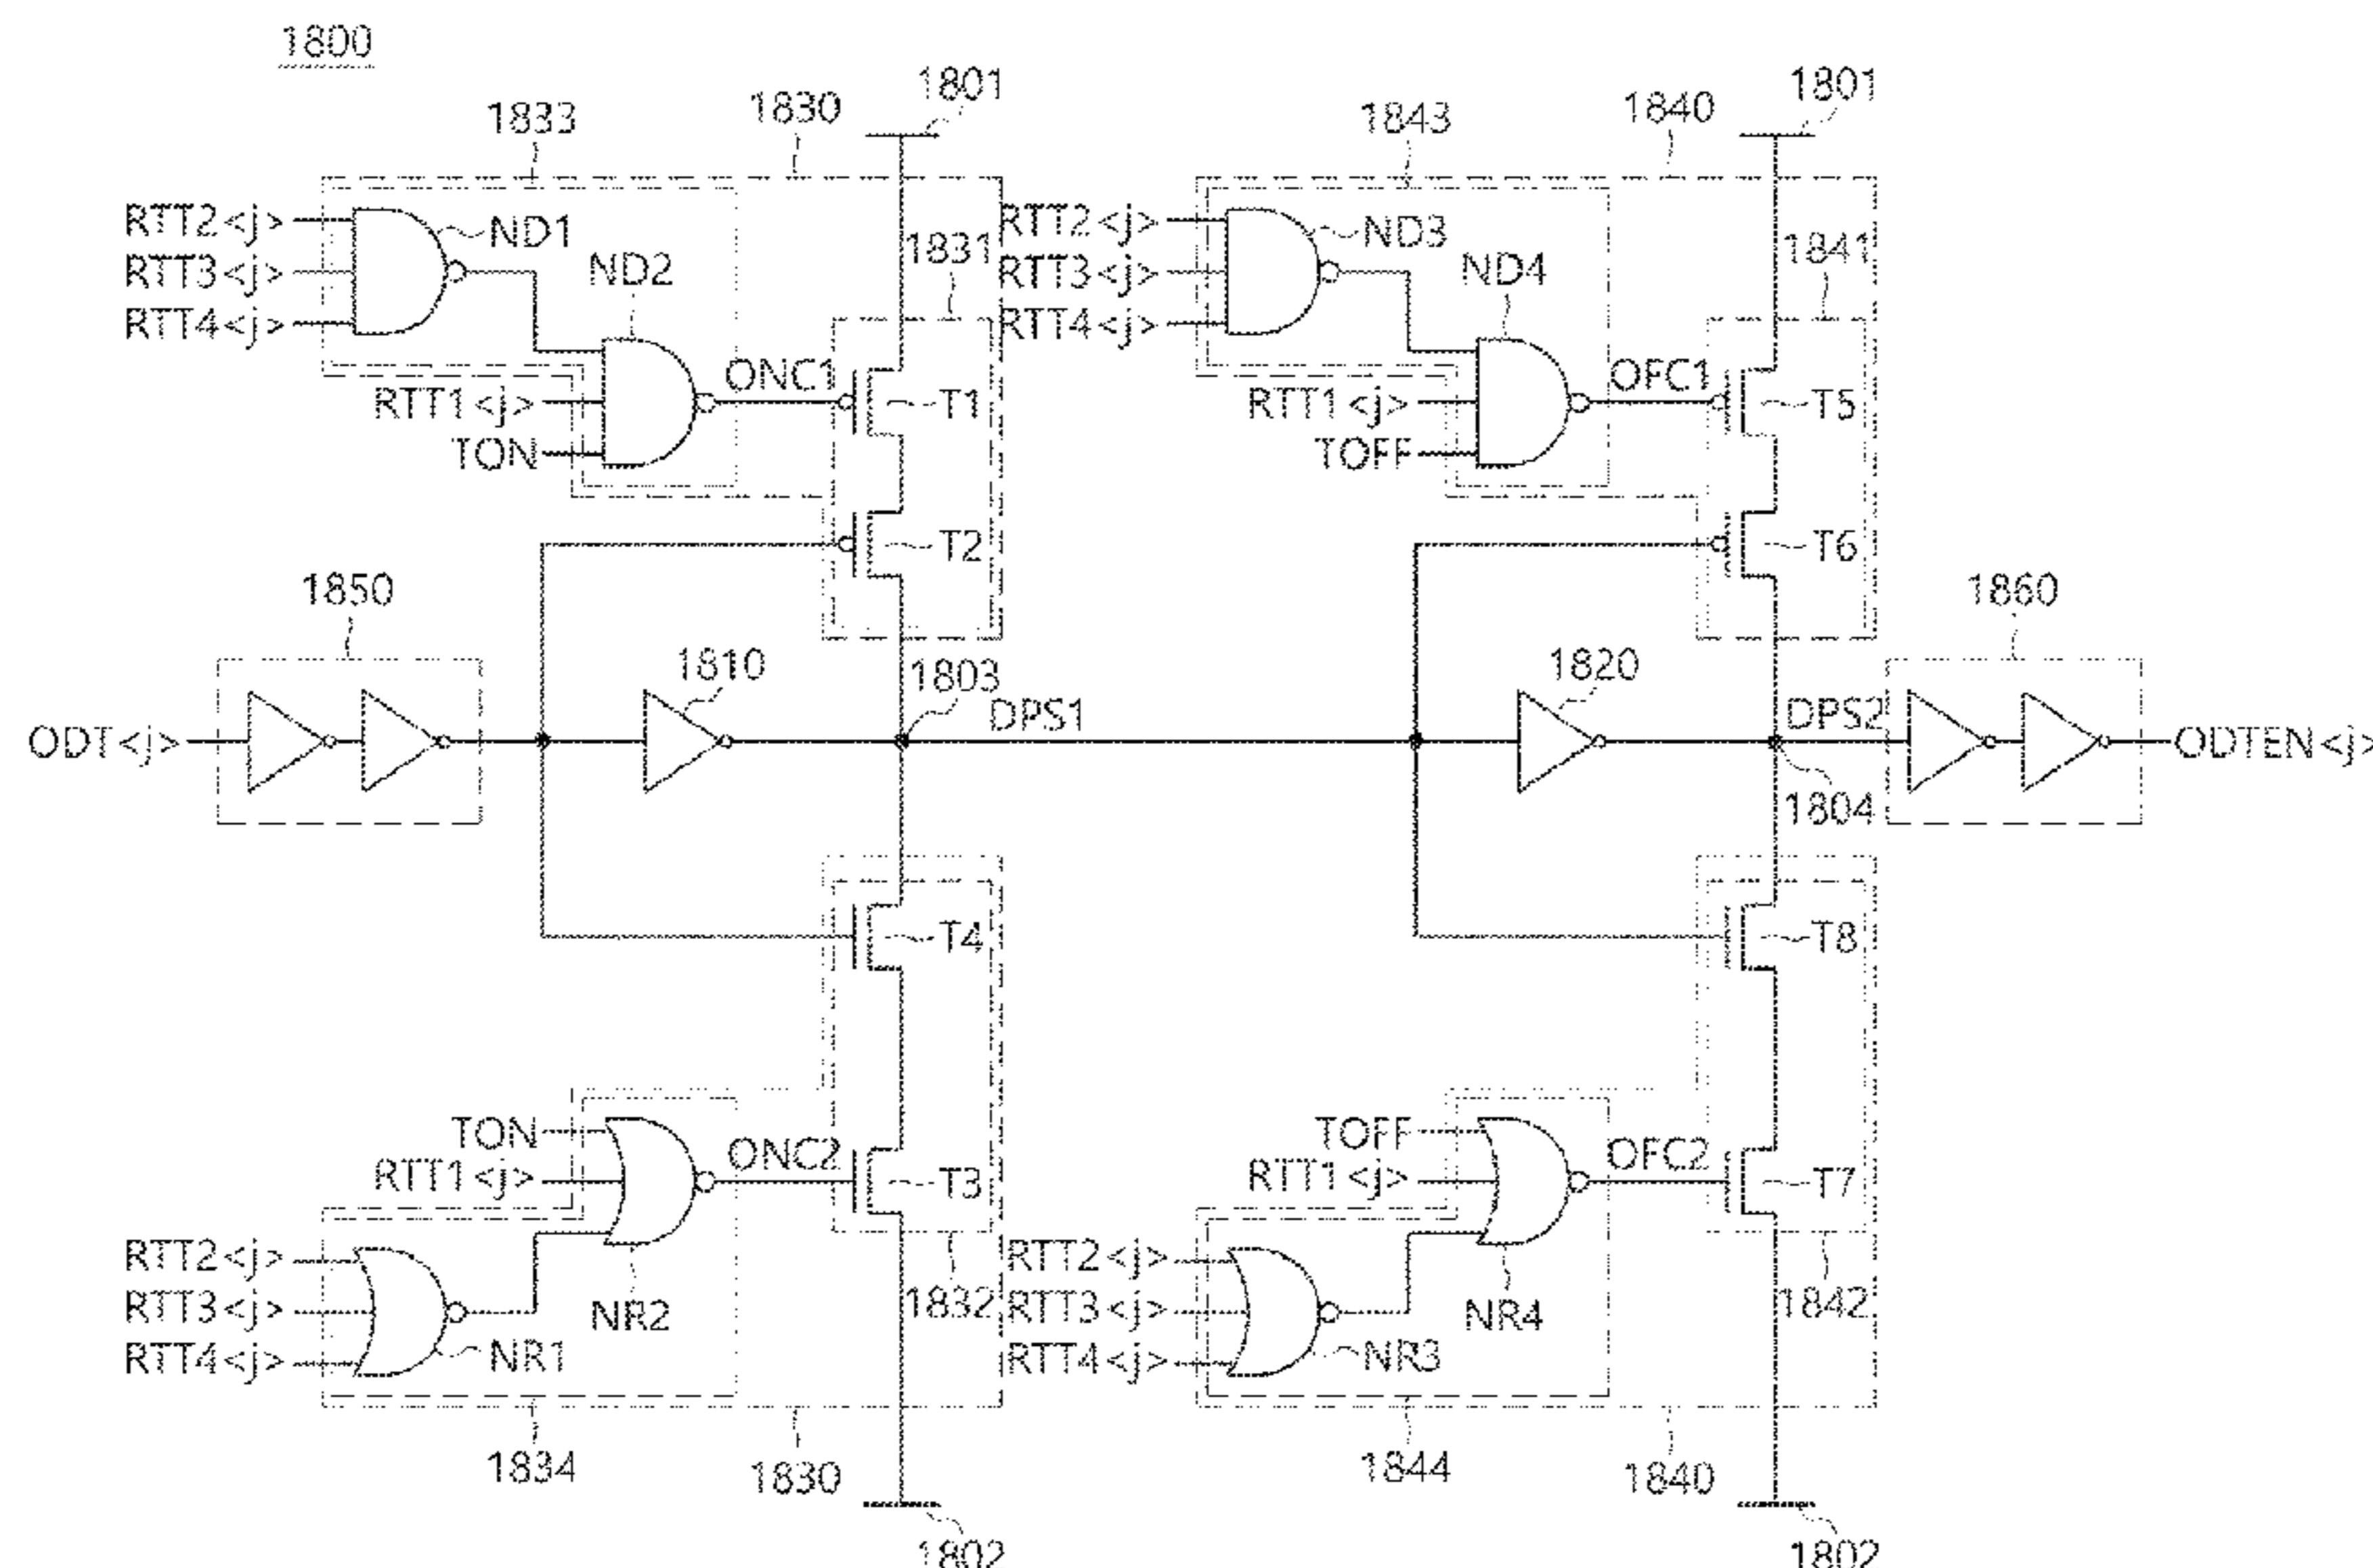 1800
1801
1801
1833
1830
1843
1840
RTT2<j>
ND1
RTT2<j>
ND3
1831
1841
RTT3<j>
ND2
RTT3<j>
ND4
RTT4<j>
RTT4<j>
ONC1
OFC1
RTT1<j>
T1
RTT1<j>
T5
TON
TOFF
T2
T6
1850
1860
1810
1803
1820
DPS1
DPS2
ODT<j>
ODTEN<j>
1804
T4
T8
TON
TOFF
ONC2
OFC2
RTT1<j>
T3
RTT1<j>
T7
RTT2<j>
RTT2<j>
RTT3<j>
NR2
1832
RTT3<j>
NR4
1842
RTT4<j>
NR1
RTT4<j>
NR3
1834
1830
1844
1840
1802
1802